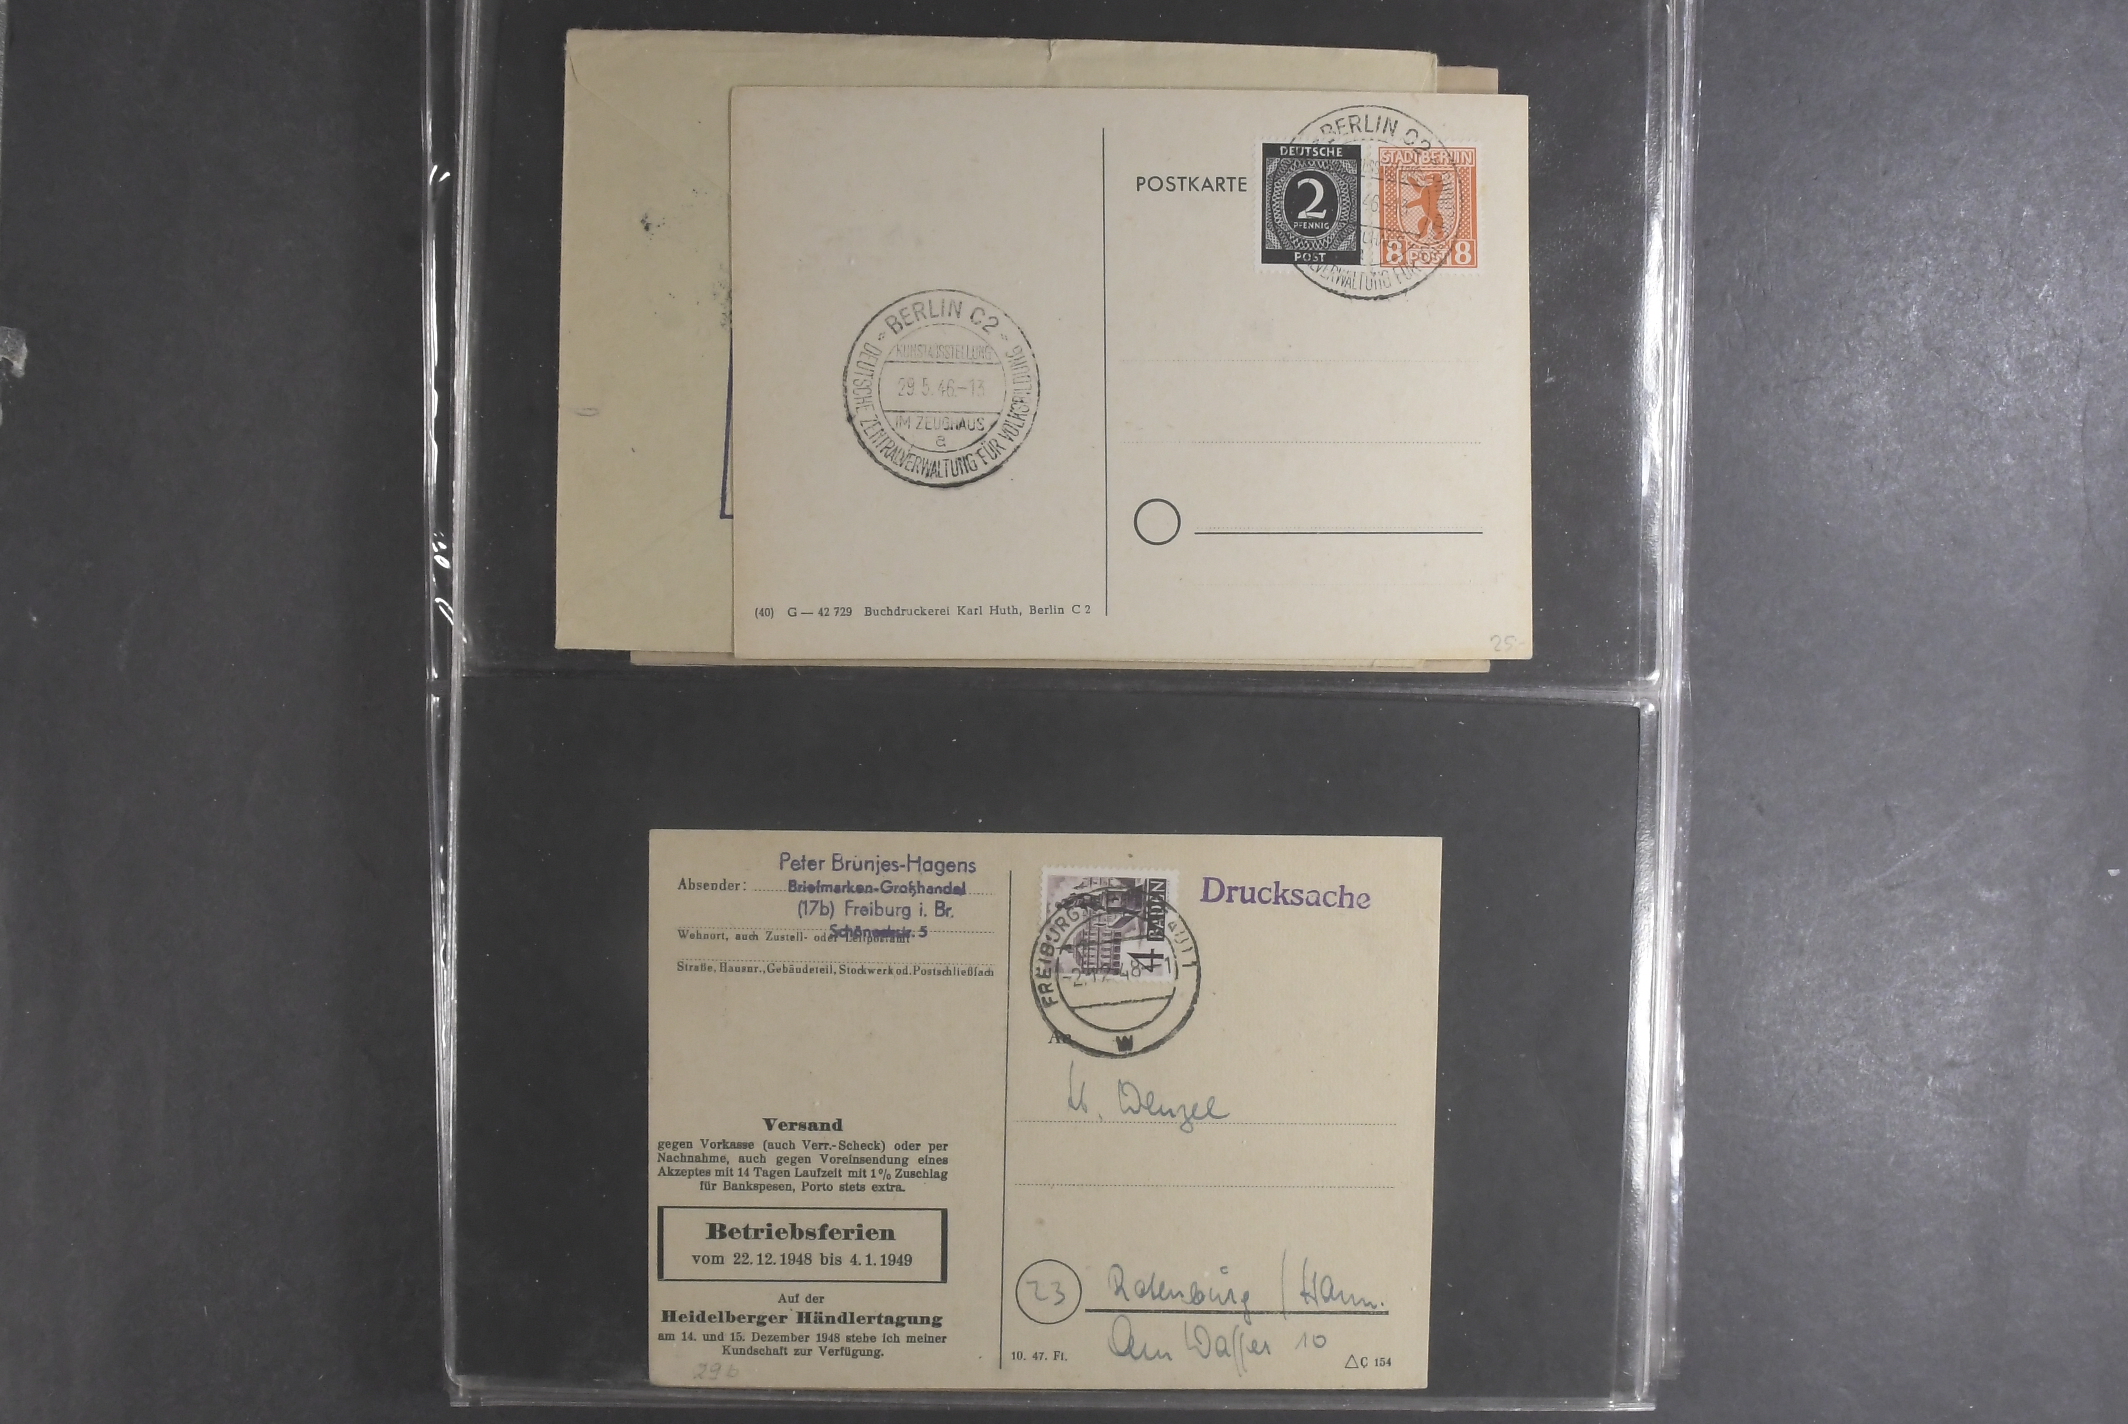 POSTKARTE
DEUTSCHE
2
PFENNIG
POST
STADT BERLIN
8 POST 8
BERLIN C2
BERLIN C2
KUNSTAUSSTELLUNG
29.5.46.-13
IM ZEUGHAUS
a
DEUTSCHE ZENTRALVERWALTUNG FÜR VOLKSBILDUNG
(40) G — 42 729 Buchdruckerei Karl Huth, Berlin C 2
25.-
Peter Brünjes-Hagens
Absender: Briefmarken-Großhandel
(17b) Freiburg i. Br.
Wohnort, auch Zustell- oder Leitpostamt
Straße, Hausnr., Gebäudeteil, Stockwerk od. Postschließfach
4 BADEN
FREIBURG
w
Drucksache
An
Wenzel
Versand
gegen Vorkasse (auch Verr.-Scheck) oder per
Nachnahme, auch gegen Voreinsendung eines
Akzeptes mit 14 Tagen Laufzeit mit 1% Zuschlag
für Bankspesen, Porto stets extra.
Betriebsferien
vom 22.12.1948 bis 4.1.1949
Auf der
Heidelberger Händlertagung
am 14. und 15. Dezember 1948 stehe ich meiner
Kundschaft zur Verfügung.
29b
23
Rotenburg / Hann.
Am Wasser 10
10. 47. Fl.
C 154